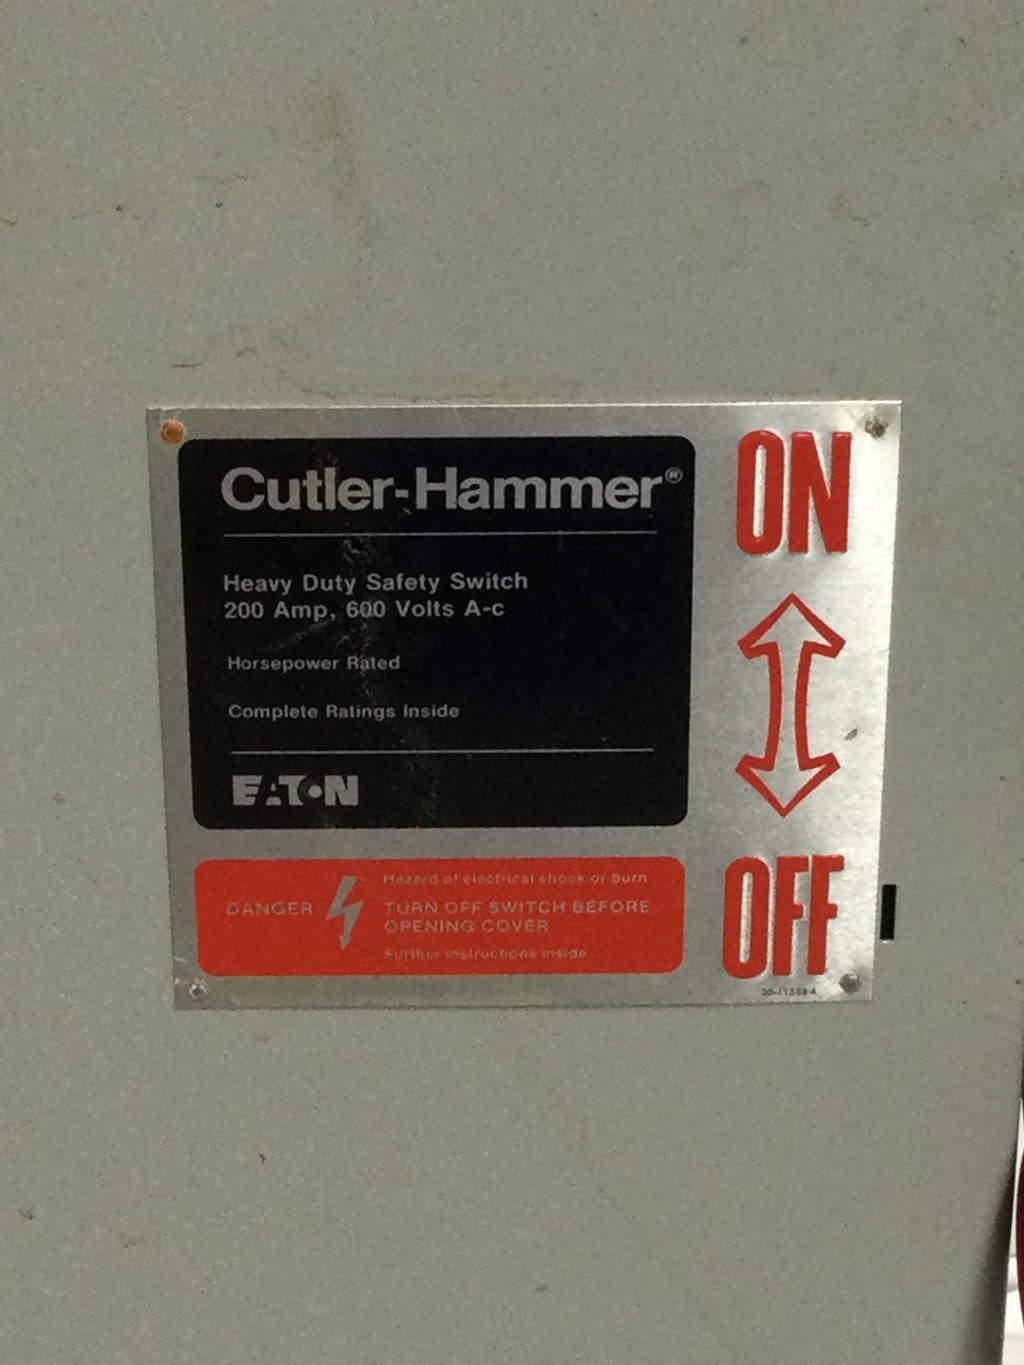 Cutler-Hammer®
Heavy Duty Safety Switch
200 Amp, 600 Volts A-c
Horsepower Rated
Complete Ratings Inside
EATON
ON
OFF
DANGER
Hazard of electrical shock or burn
TURN OFF SWITCH BEFORE
OPENING COVER
Further instructions inside